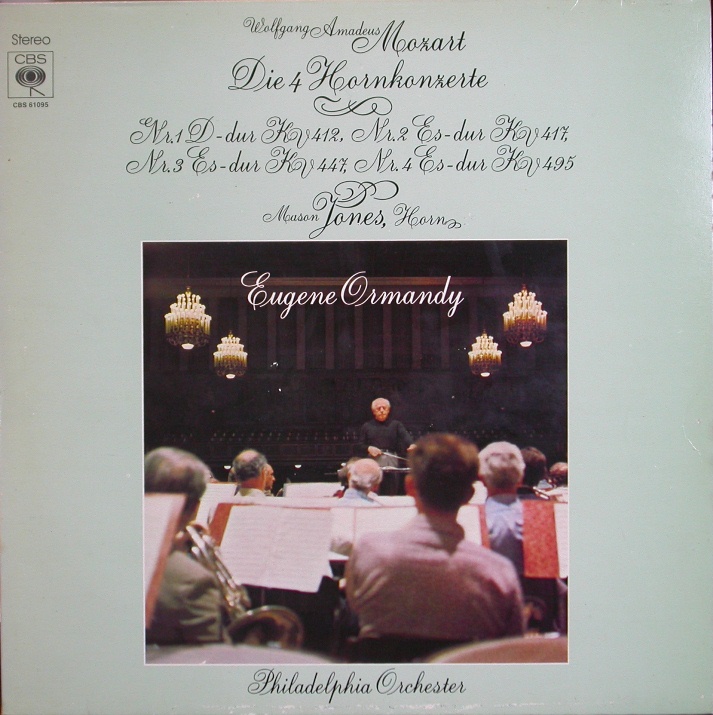 Wolfgang Amadeus Mozart
Stereo
CBS
CBS 61095
Die 4 Hornkonzerte
Nr.1 D-dur KV 412, Nr.2 Es-dur KV 417,
Nr.3 Es-dur KV 447, Nr.4 Es-dur KV 495
Mason Jones, Horn
Eugene Ormandy
Philadelphia Orchester